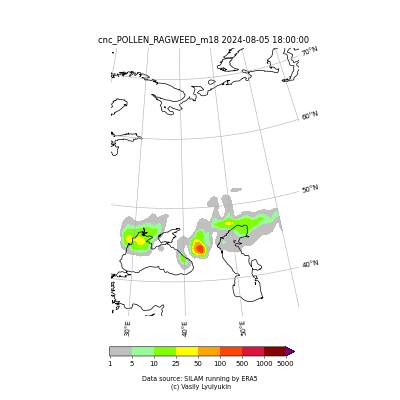 cnc_POLLEN_RAGWEED_m18 2024-08-05 18:00:00
70°N
60°N
50°N
40°N
30°E 40°E 50°E
1 5 10 25 50 100 500 1000 5000
Data source: SILAM running by ERA5
(c) Vasily Lyulyukin